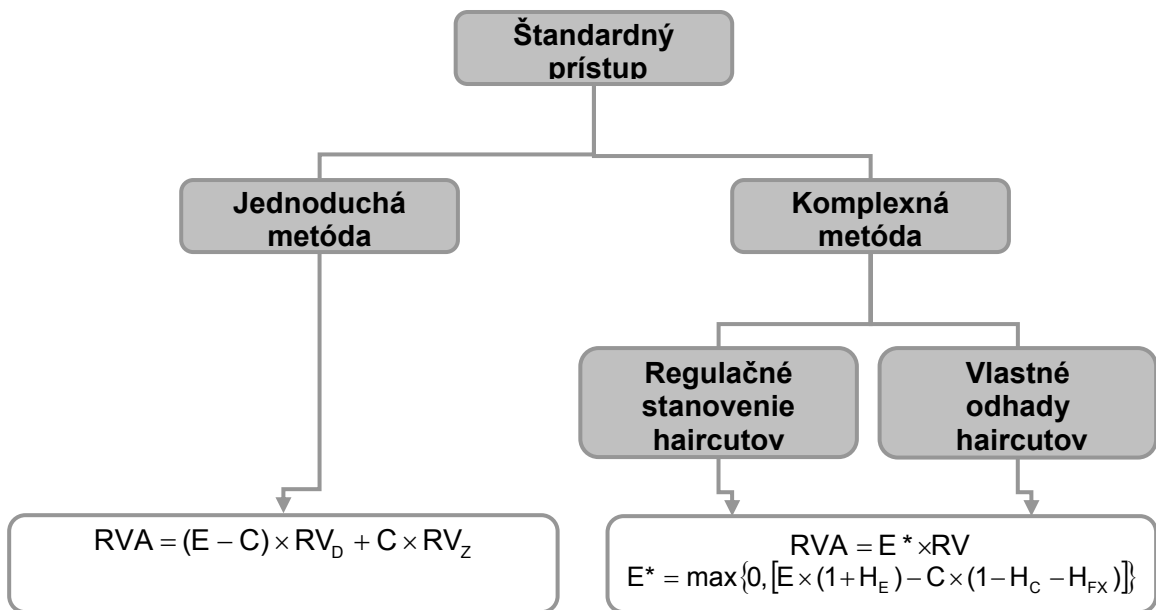 Štandardný
prístup
Jednoduchá
metóda
Komplexná
metóda
Regulačné
stanovenie
haircutov
Vlastné
odhady
haircutov
RVA = (E − C) × RV_D + C × RV_Z
RVA = E * ×RV
E* = max{0, [E × (1 + H_E) − C × (1 − H_C − H_FX)]}